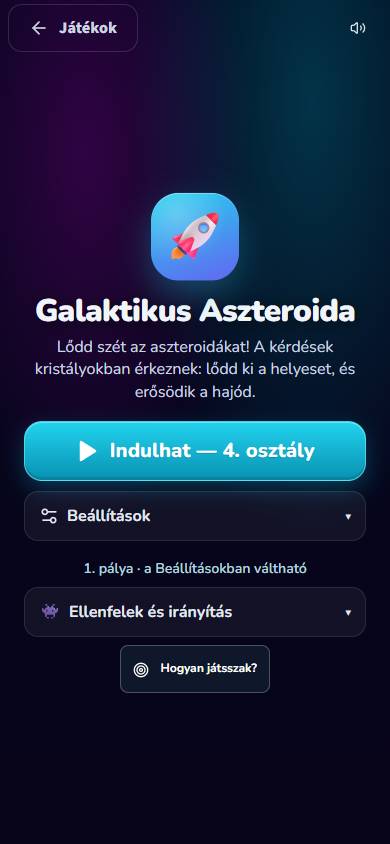 Játékok
Galaktikus Aszteroida
Lődd szét az aszteroidákat! A kérdések
kristályokban érkeznek: lődd ki a helyeset, és
erősödik a hajód.
Indulhat — 4. osztály
Beállítások
1. pálya · a Beállításokban váltható
Ellenfelek és irányítás
Hogyan játsszak?